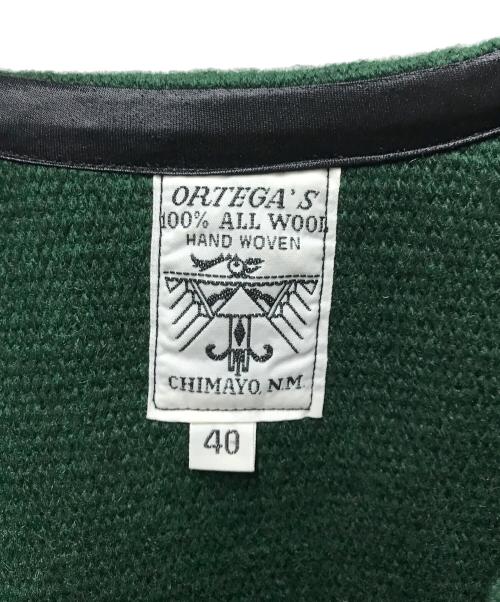 ORTEGA'S
100% ALL WOOL
HAND WOVEN
CHIMAYO, N.M.
40